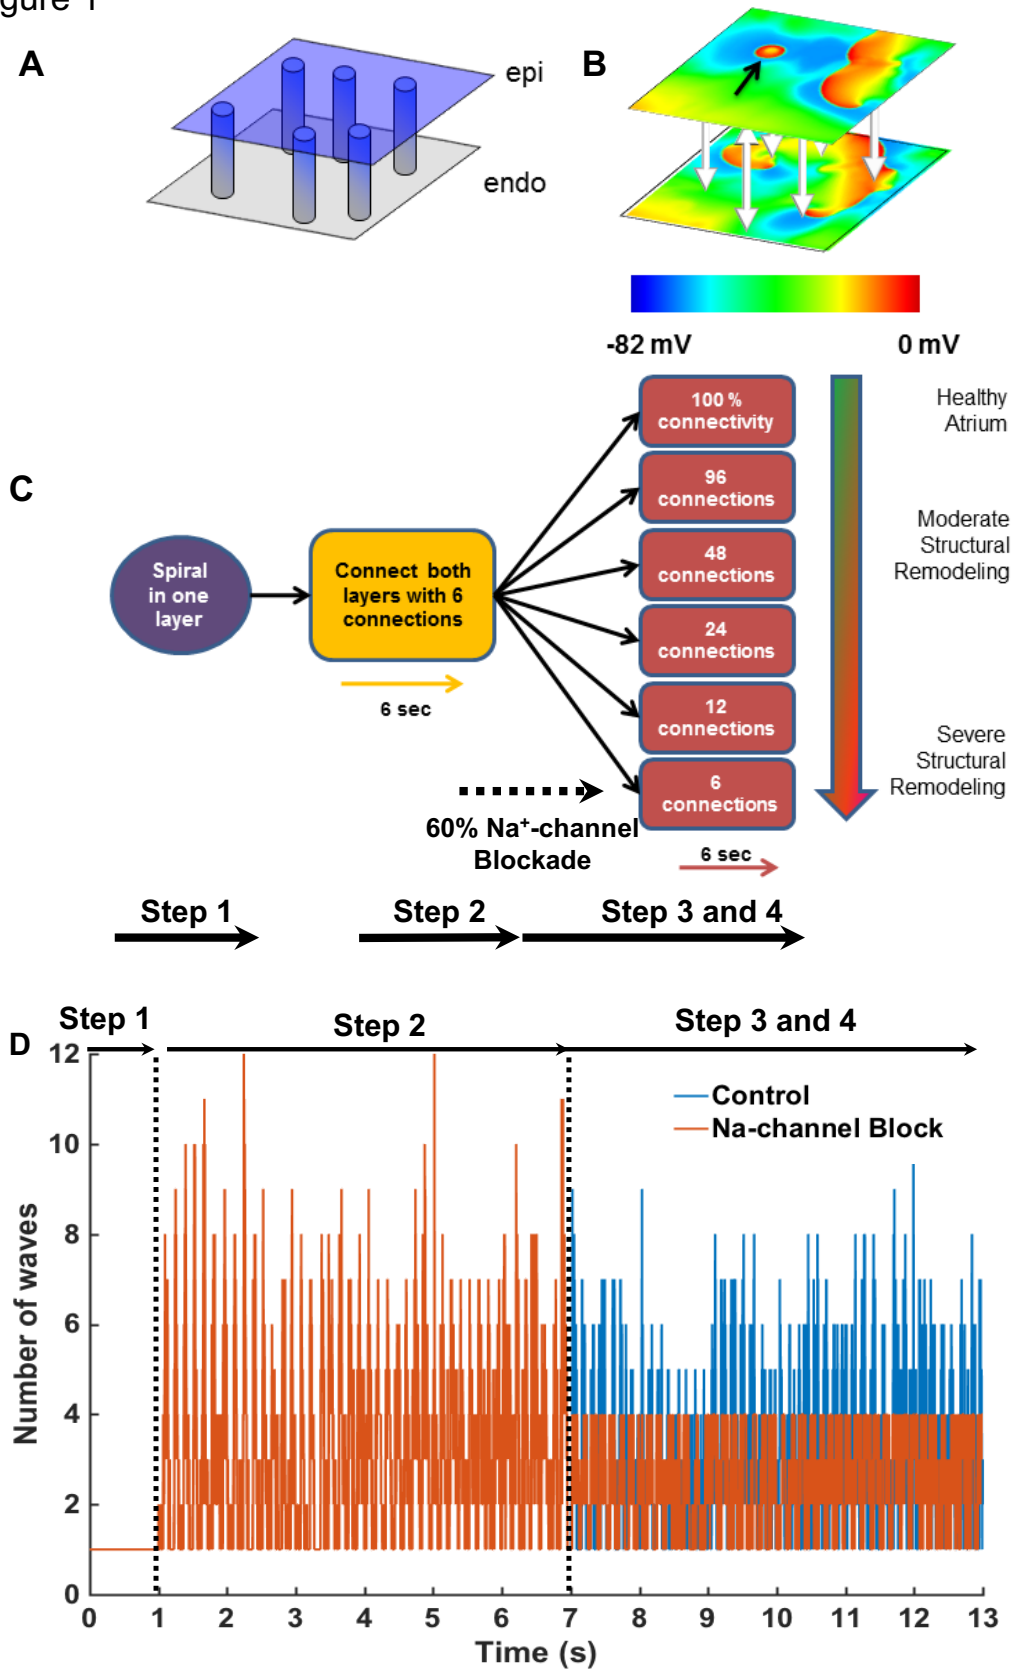 gure 1
A
epi
endo
B
-82 mV
0 mV
C
Spiral
in one
layer
Connect both
layers with 6
connections
6 sec
100 %
connectivity
96
connections
48
connections
24
connections
12
connections
6
connections
6 sec
Healthy
Atrium
Moderate
Structural
Remodeling
Severe
Structural
Remodeling
60% Na⁺-channel
Blockade
Step 1
Step 2
Step 3 and 4
D
Step 1
Step 2
Step 3 and 4
Control
Na-channel Block
Number of waves
12
10
8
6
4
2
0
0 1 2 3 4 5 6 7 8 9 10 11 12 13
Time (s)